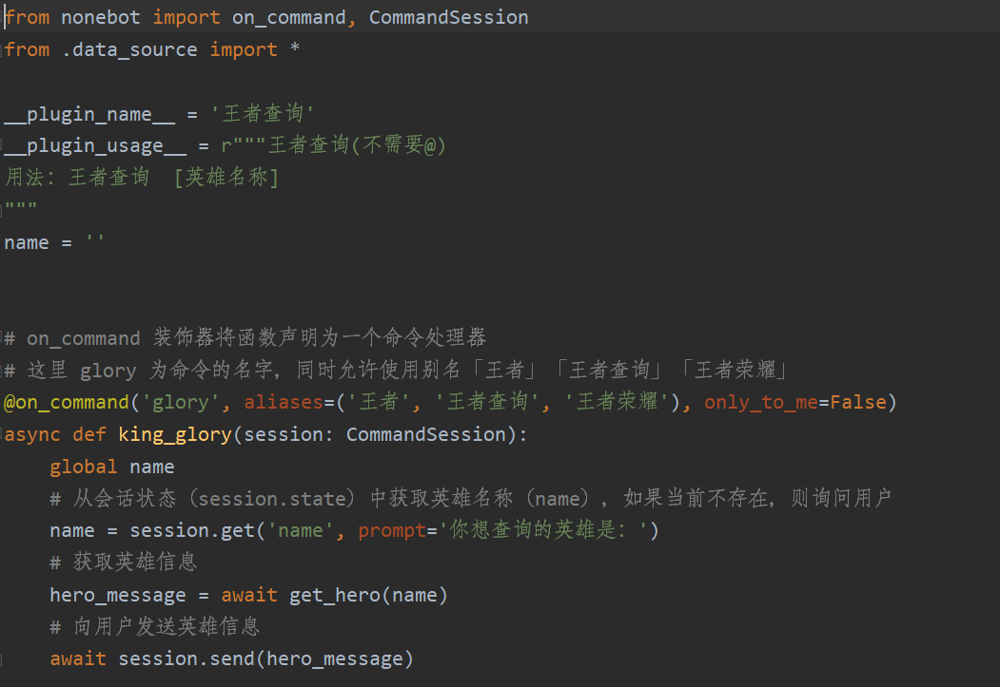 from nonebot import on_command, CommandSession
from .data_source import *
__plugin_name__ = '王者查询'
__plugin_usage__ = r"""王者查询(不需要@)
用法：王者查询  [英雄名称]
"""
name = ''
# on_command 装饰器将函数声明为一个命令处理器
# 这里 glory 为命令的名字，同时允许使用别名「王者」「王者查询」「王者荣耀」
@on_command('glory', aliases=('王者', '王者查询', '王者荣耀'), only_to_me=False)
async def king_glory(session: CommandSession):
    global name
    # 从会话状态（session.state）中获取英雄名称（name），如果当前不存在，则询问用户
    name = session.get('name', prompt='你想查询的英雄是：')
    # 获取英雄信息
    hero_message = await get_hero(name)
    # 向用户发送英雄信息
    await session.send(hero_message)